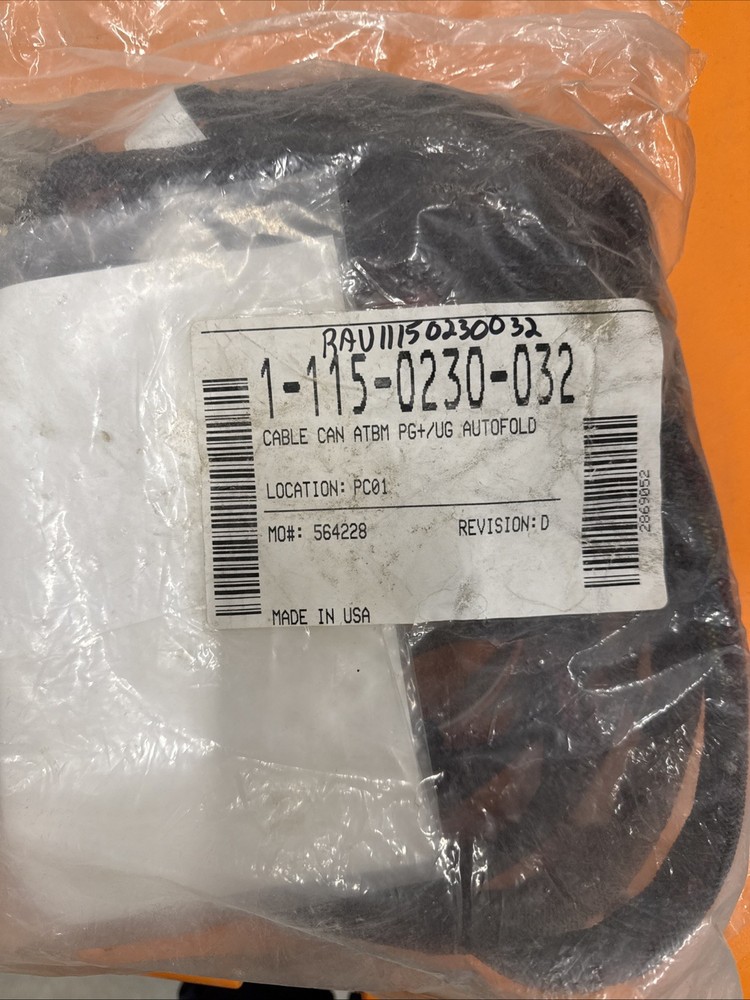 RAV11150230032
1-115-0230-032
CABLE CAN ATBM PG+/UG AUTOFOLD
LOCATION: PC01
MO#: 564228 REVISION:D
2869052
MADE IN USA